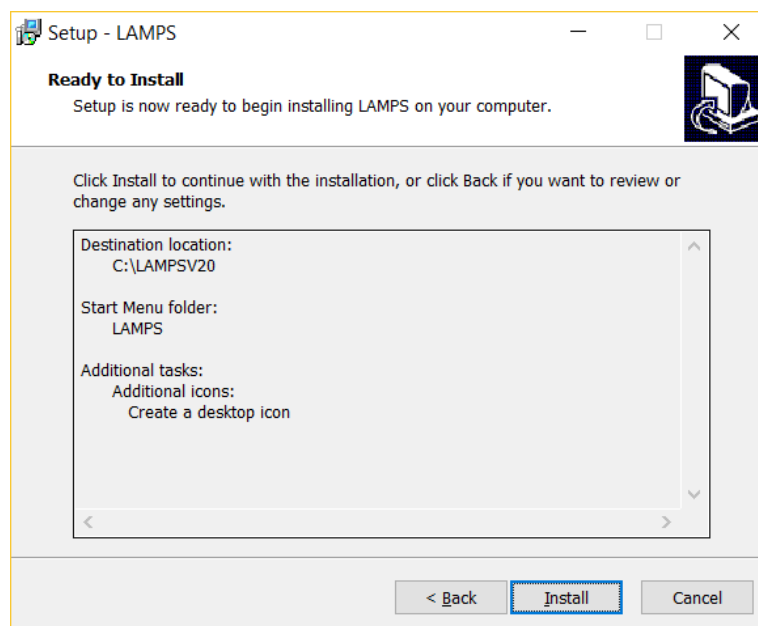 Setup - LAMPS
Ready to Install
Setup is now ready to begin installing LAMPS on your computer.
Click Install to continue with the installation, or click Back if you want to review or
change any settings.
Destination location:
C:\LAMPSV20
Start Menu folder:
LAMPS
Additional tasks:
Additional icons:
Create a desktop icon
< Back
Install
Cancel